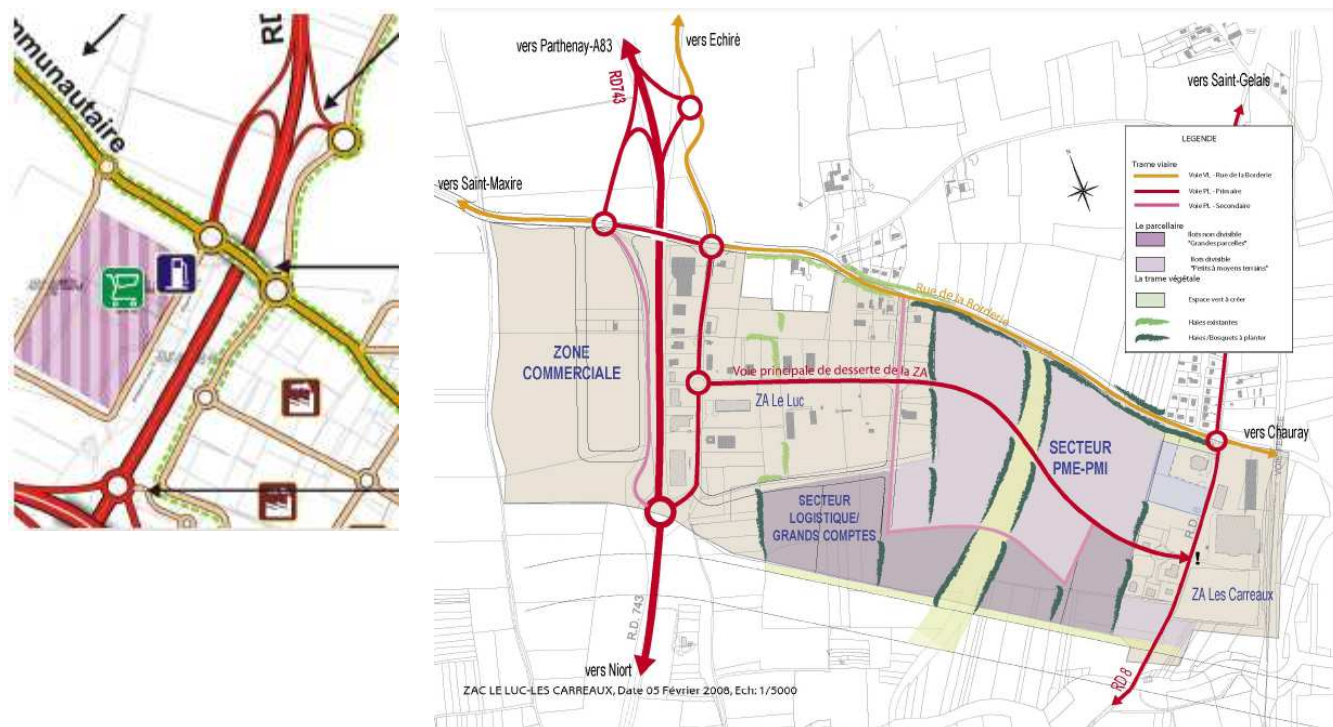 mmunautaire
RD
vers Parthenay-A83
vers Echiré
RD743
vers Saint-Gelais
vers Saint-Maxire
LEGENDE
Trame viaire
Voie VL - Rue de la Borderie
Voie PL - Primaire
Voie PL - Secondaire
Le parcellaire
Ilots non divisible
"Grandes parcelles"
Ilots divisible
"Petits à moyens terrains"
La trame végétale
Espace vert à créer
Haies existantes
Haies /Bosquets à planter
Rue de la Borderie
ZONE
COMMERCIALE
Voie principale de desserte de la ZA
ZA Le Luc
SECTEUR
PME-PMI
vers Chauray
SECTEUR
LOGISTIQUE/
GRANDS COMPTES
R.D. 8
!
ZA Les Carreaux
R.D. 743
vers Niort
RD 8
ZAC LE LUC-LES CARREAUX, Date 05 Février 2008, Ech: 1/5000